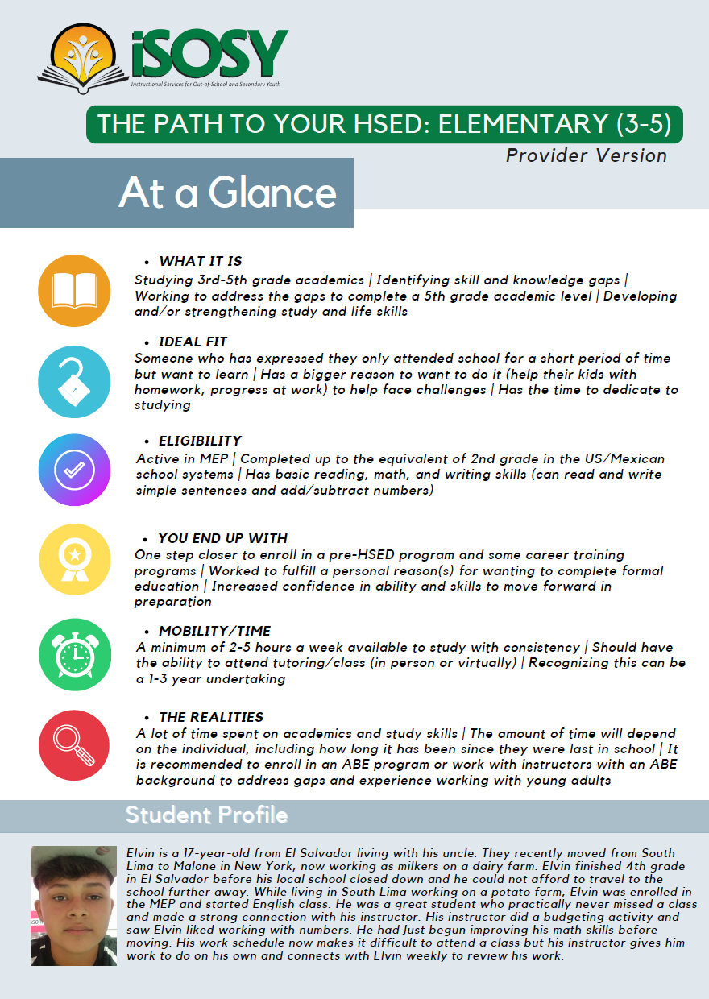 iSOSY
Instructional Services for Out-of-School and Secondary Youth
THE PATH TO YOUR HSED: ELEMENTARY (3-5)
Provider Version
At a Glance
• WHAT IT IS
Studying 3rd-5th grade academics | Identifying skill and knowledge gaps |
Working to address the gaps to complete a 5th grade academic level | Developing
and/or strengthening study and life skills
• IDEAL FIT
Someone who has expressed they only attended school for a short period of time
but want to learn | Has a bigger reason to want to do it (help their kids with
homework, progress at work) to help face challenges | Has the time to dedicate to
studying
• ELIGIBILITY
Active in MEP | Completed up to the equivalent of 2nd grade in the US/Mexican
school systems | Has basic reading, math, and writing skills (can read and write
simple sentences and add/subtract numbers)
• YOU END UP WITH
One step closer to enroll in a pre-HSED program and some career training
programs | Worked to fulfill a personal reason(s) for wanting to complete formal
education | Increased confidence in ability and skills to move forward in
preparation
• MOBILITY/TIME
A minimum of 2-5 hours a week available to study with consistency | Should have
the ability to attend tutoring/class (in person or virtually) | Recognizing this can be
a 1-3 year undertaking
• THE REALITIES
A lot of time spent on academics and study skills | The amount of time will depend
on the individual, including how long it has been since they were last in school | It
is recommended to enroll in an ABE program or work with instructors with an ABE
background to address gaps and experience working with young adults
Student Profile
Elvin is a 17-year-old from El Salvador living with his uncle. They recently moved from South
Lima to Malone in New York, now working as milkers on a dairy farm. Elvin finished 4th grade
in El Salvador before his local school closed down and he could not afford to travel to the
school further away. While living in South Lima working on a potato farm, Elvin was enrolled in
the MEP and started English class. He was a great student who practically never missed a class
and made a strong connection with his instructor. His instructor did a budgeting activity and
saw Elvin liked working with numbers. He had just begun improving his math skills before
moving. His work schedule now makes it difficult to attend a class but his instructor gives him
work to do on his own and connects with Elvin weekly to review his work.